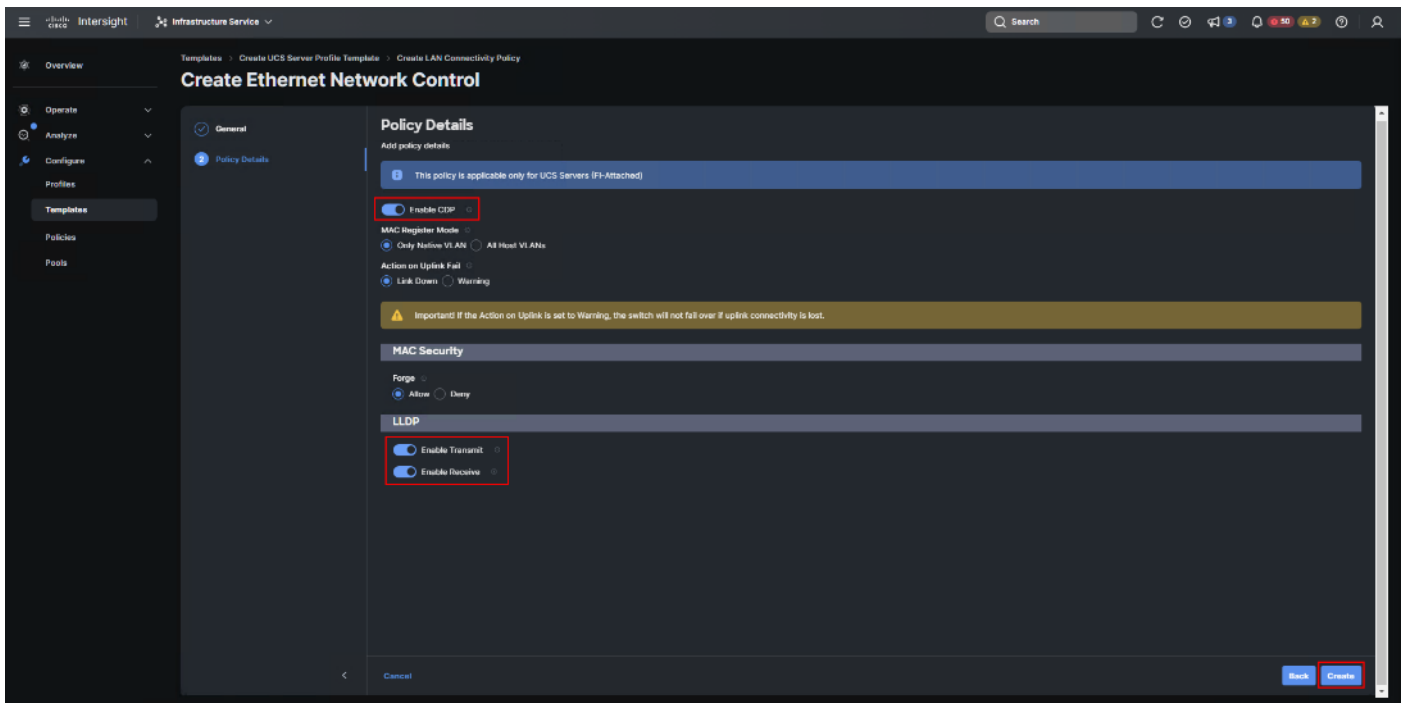 cisco Intersight Infrastructure Service Search 3 50 2
Templates > Create UCS Server Profile Template > Create LAN Connectivity Policy
Create Ethernet Network Control
Overview
Operate
Analyze
Configure
Profiles
Templates
Policies
Pools
General
2 Policy Details
Policy Details
Add policy details
This policy is applicable only for UCS Servers (FI-Attached)
Enable CDP
MAC Register Mode
Only Native VLAN All Host VLANs
Action on Uplink Fail
Link Down Warning
Important! If the Action on Uplink is set to Warning, the switch will not fail over if uplink connectivity is lost.
MAC Security
Forge
Allow Deny
LLDP
Enable Transmit
Enable Receive
Cancel Back Create